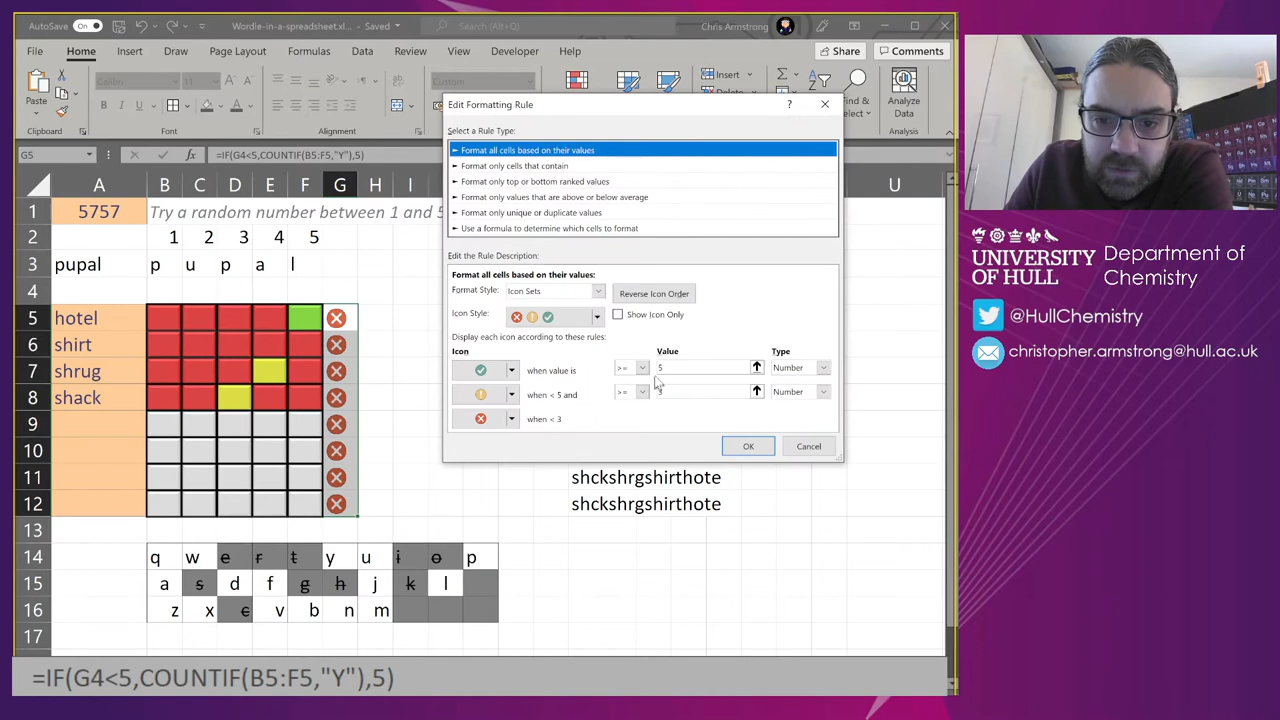 AutoSave On Wordle-in-a-spreadsheet.xl... - Saved Search (Alt+Q) Chris Armstrong
File Home Insert Draw Page Layout Formulas Data Review View Developer Help Share Comments
Paste Calibri 11 A A Custom Insert Find & Analyze
B I U Select Data
Clipboard Font Alignment Analysis
G5 fx =IF(G4<5,COUNTIF(B5:F5,"Y"),5)
A B C D E F G H I U
1 5757 Try a random number between 1 and 5
2 1 2 3 4 5
3 pupal p u p a l
4
5 hotel
6 shirt
7 shrug
8 shack
9
10
11 shckshrgshirthote
12 shckshrgshirthote
13
14 q w e r t y u i o p
15 a s d f g h j k l
16 z x c v b n m
17
Edit Formatting Rule ? ×
Select a Rule Type:
► Format all cells based on their values
► Format only cells that contain
► Format only top or bottom ranked values
► Format only values that are above or below average
► Format only unique or duplicate values
► Use a formula to determine which cells to format
Edit the Rule Description:
Format all cells based on their values:
Format Style: Icon Sets Reverse Icon Order
Icon Style: Show Icon Only
Display each icon according to these rules:
Icon Value Type
when value is >= 5 Number
when < 5 and >= 3 Number
when < 3
OK Cancel
=IF(G4<5,COUNTIF(B5:F5,"Y"),5)
UNIVERSITY
OF HULL
Department of
Chemistry
@HullChemistry
christopher.armstrong@hull.ac.uk